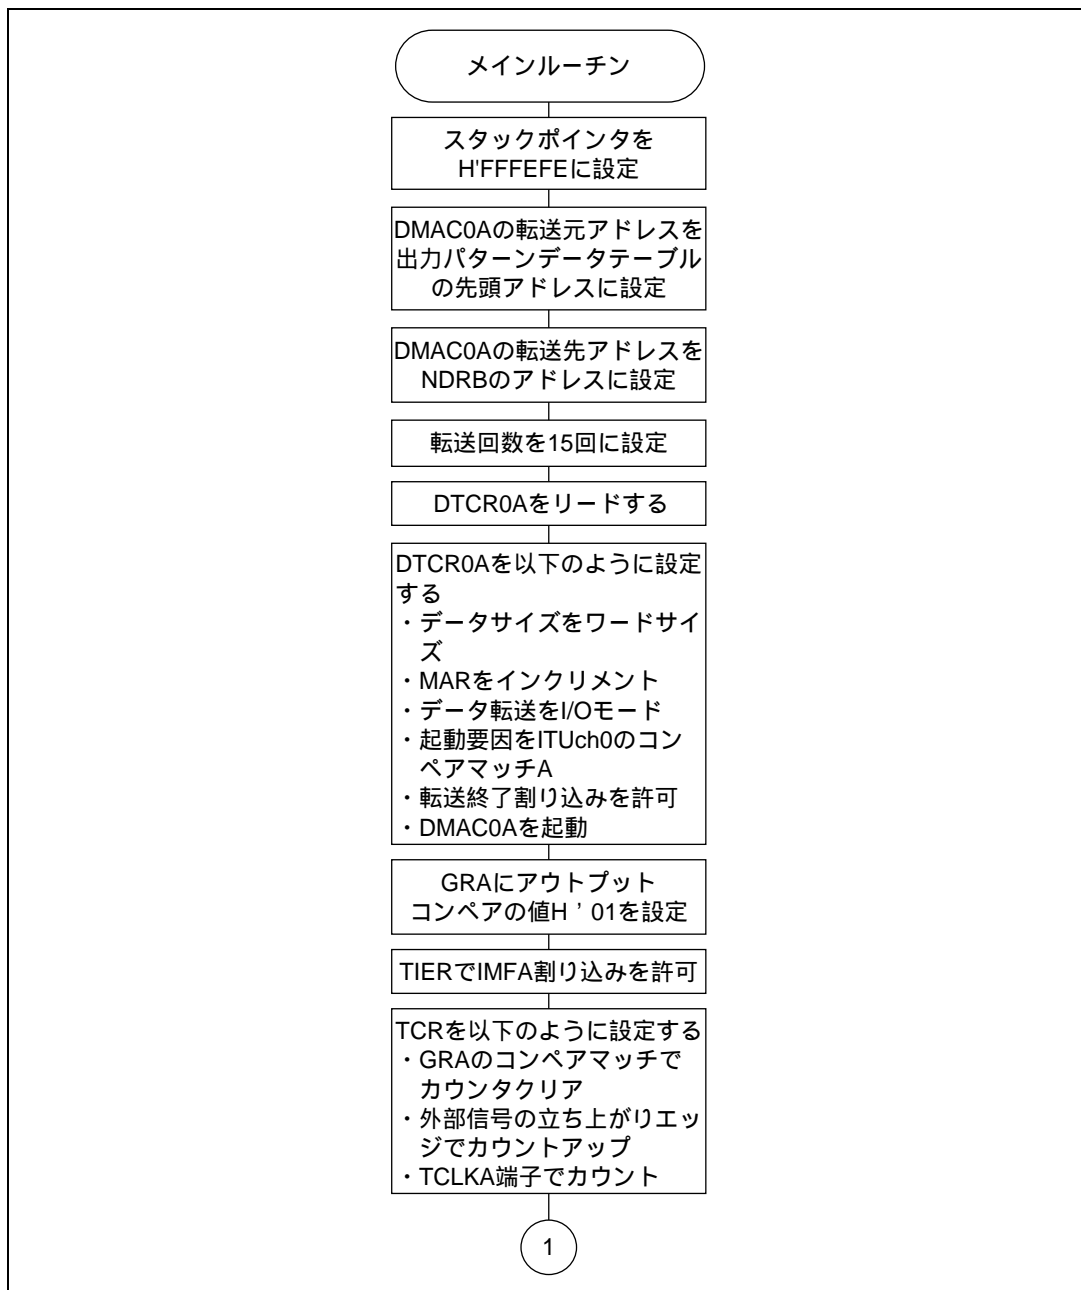 メインルーチン
スタックポインタを
H'FFFEFEに設定
DMAC0Aの転送元アドレスを
出力パターンデータテーブル
の先頭アドレスに設定
DMAC0Aの転送先アドレスを
NDRBのアドレスに設定
転送回数を15回に設定
DTCR0Aをリードする
DTCR0Aを以下のように設定
する
・データサイズをワードサイ
ズ
・MARをインクリメント
・データ転送をI/Oモード
・起動要因をITUch0のコン
ペアマッチA
・転送終了割り込みを許可
・DMAC0Aを起動
GRAにアウトプット
コンペアの値H'01を設定
TIERでIMFA割り込みを許可
TCRを以下のように設定する
・GRAのコンペアマッチで
カウンタクリア
・外部信号の立ち上がりエッ
ジでカウントアップ
・TCLKA端子でカウント
1